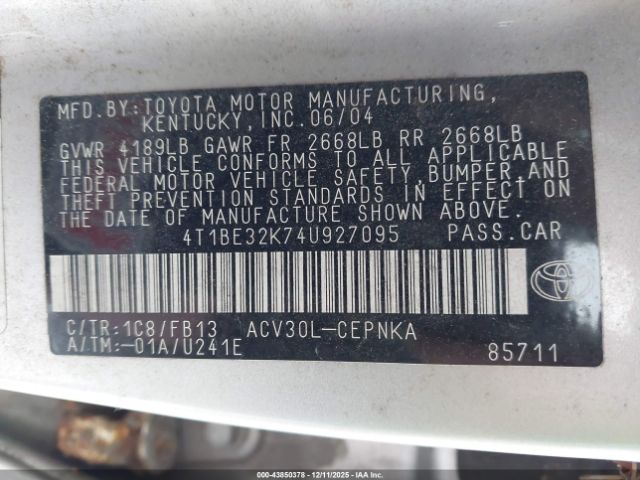 MFD. BY: TOYOTA MOTOR MANUFACTURING,
KENTUCKY, INC. 06/04
GVWR 4189LB GAWR FR 2668LB RR 2668LB
THIS VEHICLE CONFORMS TO ALL APPLICABLE
FEDERAL MOTOR VEHICLE SAFETY, BUMPER, AND
THEFT PREVENTION STANDARDS IN EFFECT ON
THE DATE OF MANUFACTURE SHOWN ABOVE.
4T1BE32K74U927095 PASS. CAR
C/TR: 1C8/FB13 ACV30L-CEPNKA
A/TM: -01A/U241E 85711
000-43850378 12/11/2025 - IAAI.COM